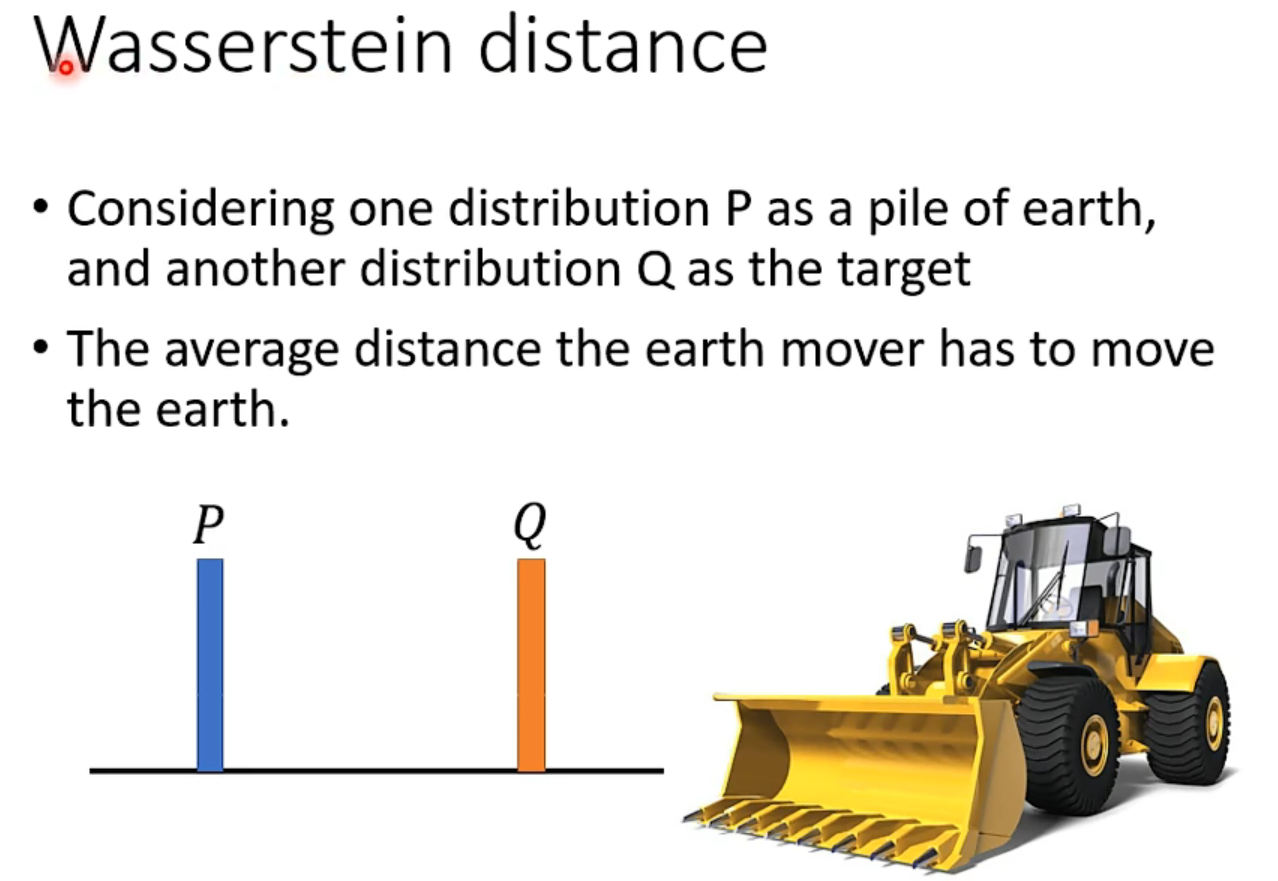 Wasserstein distance
• Considering one distribution P as a pile of earth,
and another distribution Q as the target
• The average distance the earth mover has to move
the earth.
P Q